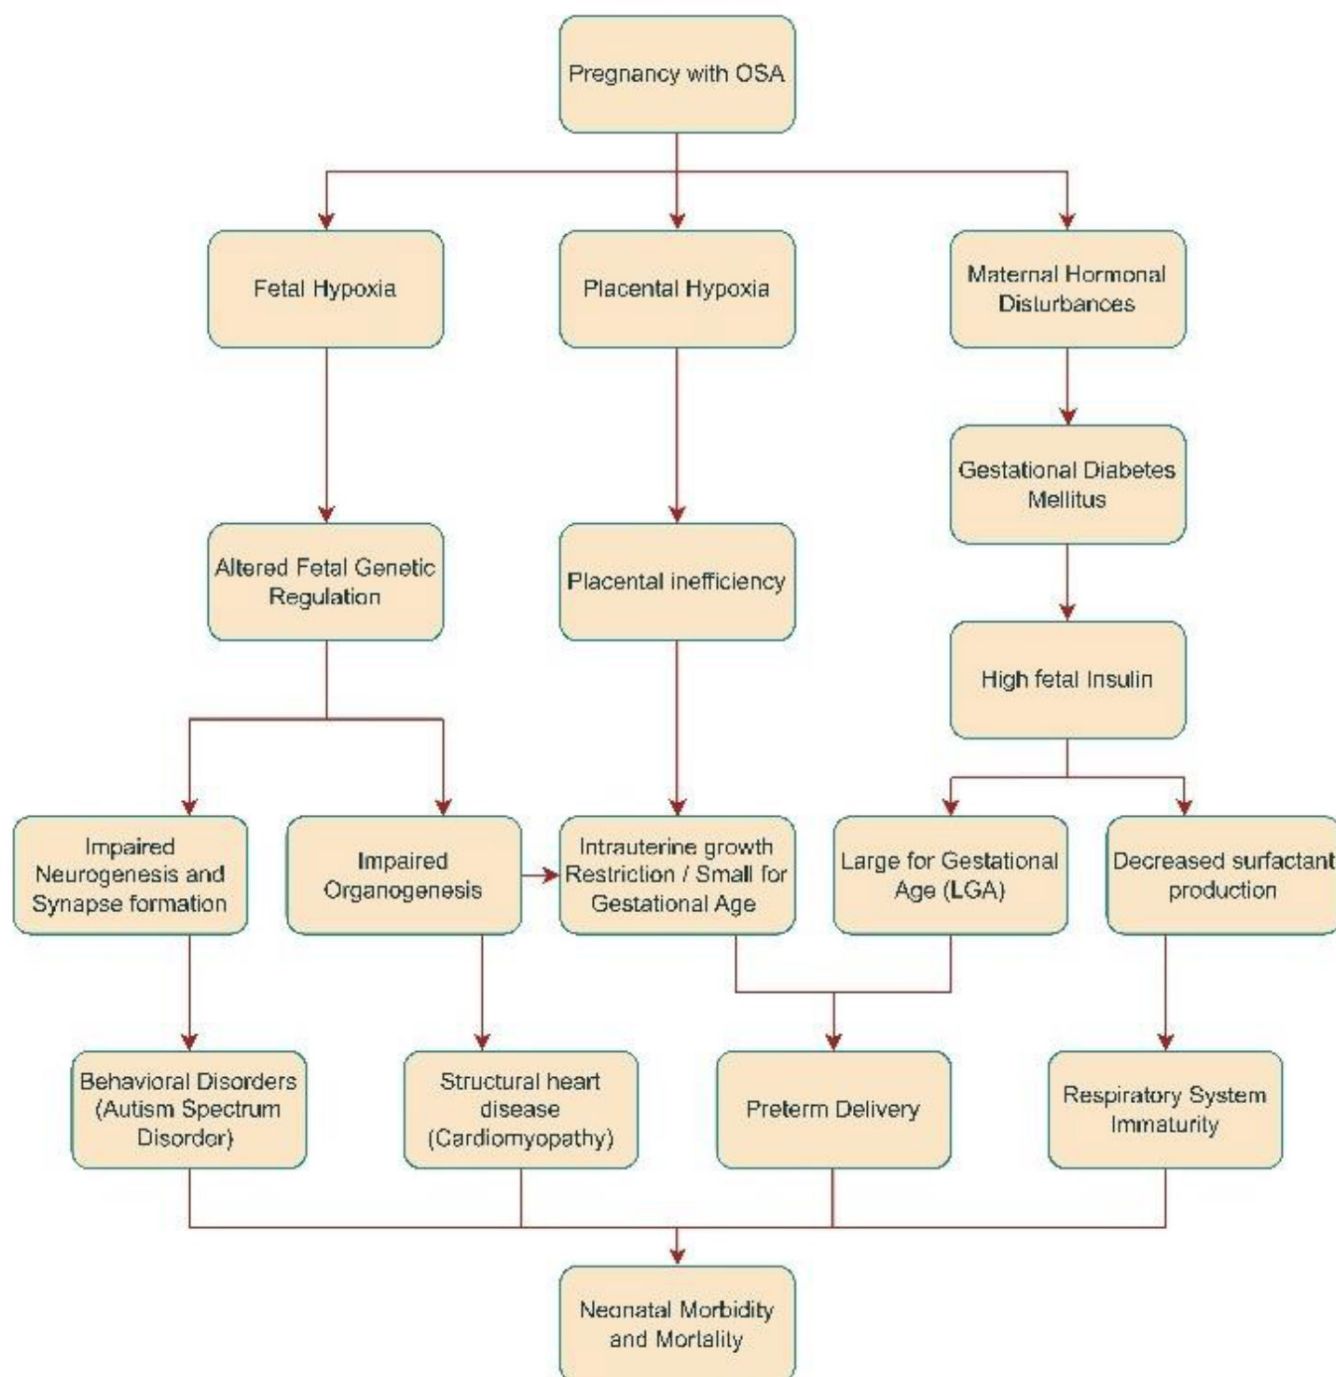 Pregnancy with OSA
Fetal Hypoxia
Placental Hypoxia
Maternal Hormonal
Disturbances
Gestational Diabetes
Mellitus
Altered Fetal Genetic
Regulation
Placental inefficiency
High fetal Insulin
Impaired
Neurogenesis and
Synapse formation
Impaired
Organogenesis
Intrauterine growth
Restriction / Small for
Gestational Age
Large for Gestational
Age (LGA)
Decreased surfactant
production
Behavioral Disorders
(Autism Spectrum
Disorder)
Structural heart
disease
(Cardiomyopathy)
Preterm Delivery
Respiratory System
Immaturity
Neonatal Morbidity
and Mortality